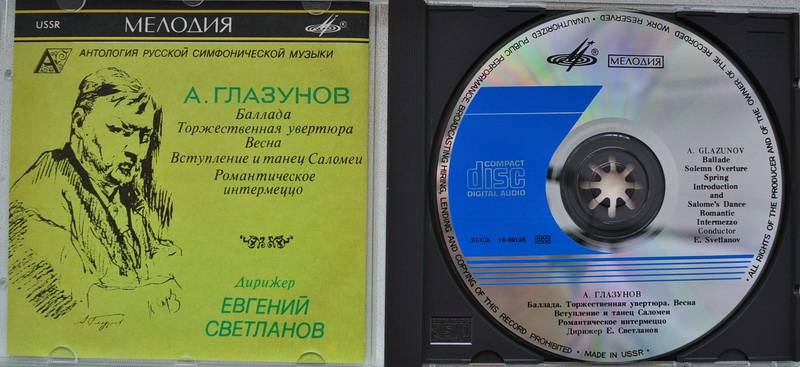 USSR
МЕЛОДИЯ
®
А
АНТОЛОГИЯ РУССКОЙ СИМФОНИЧЕСКОЙ МУЗЫКИ
А. ГЛАЗУНОВ
Баллада
Торжественная увертюра
Весна
Вступление и танец Саломеи
Романтическое
интермеццо
Дирижер
ЕВГЕНИЙ
СВЕТЛАНОВ
• ALL RIGHTS OF THE PRODUCER AND OF THE OWNER OF THE RECORDED WORK RESERVED • UNAUTHORIZED PUBLIC PERFORMANCE, BROADCASTING, HIRING, LENDING AND COPYING OF THIS RECORD PROHIBITED • MADE IN USSR •
®
МЕЛОДИЯ
COMPACT
disc
DIGITAL AUDIO
A. GLAZUNOV
Ballade
Solemn Overture
Spring
Introduction
and
Salome's Dance
Romantic
Intermezzo
Conductor
E. Svetlanov
SUCD 10-00158
А. ГЛАЗУНОВ
Баллада. Торжественная увертюра. Весна
Вступление и танец Саломеи
Романтическое интермеццо
Дирижер Е. Светланов